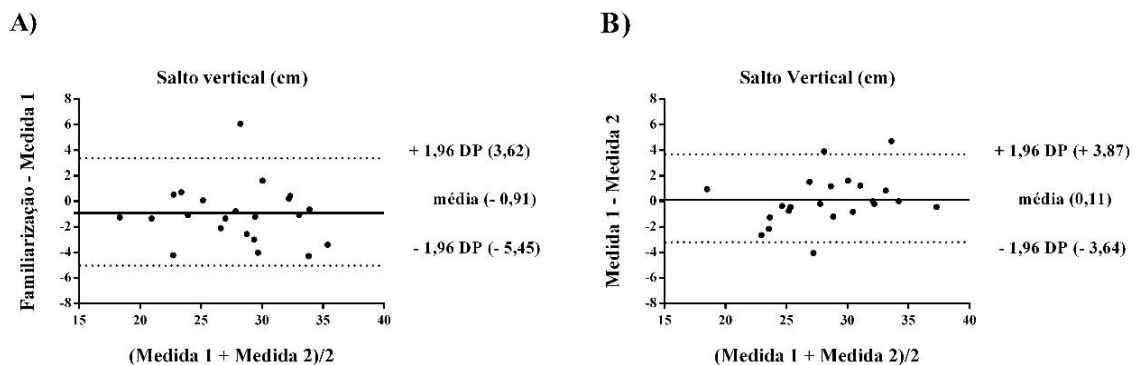 A)
Salto vertical (cm)
Familiarização - Medida 1
8
6
4
2
0
-2
-4
-6
-8
15
20
25
30
35
40
+ 1,96 DP (3,62)
média (- 0,91)
- 1,96 DP (- 5,45)
(Medida 1 + Medida 2)/2
B)
Salto Vertical (cm)
Medida 1 - Medida 2
8
6
4
2
0
-2
-4
-6
-8
15
20
25
30
35
40
+ 1,96 DP (+ 3,87)
média (0,11)
- 1,96 DP (- 3,64)
(Medida 1 + Medida 2)/2